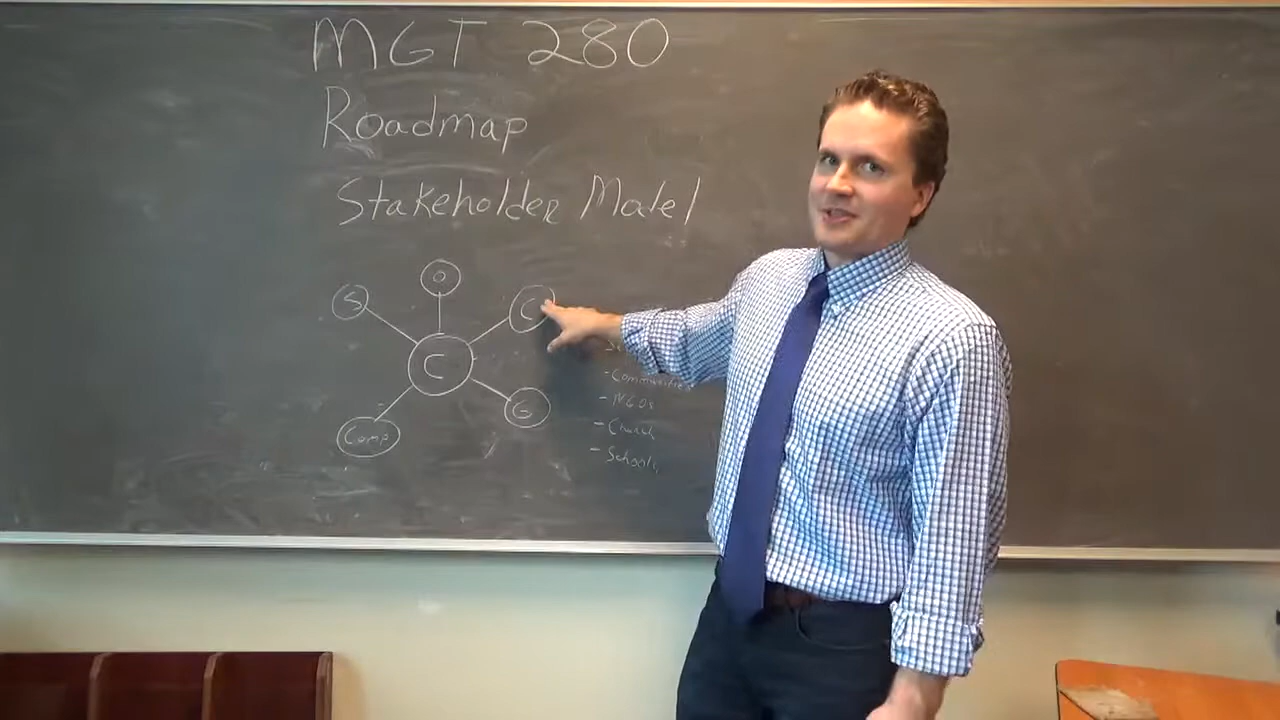 MGT 280
Roadmap
Stakeholder Model
O
S
C
C
G
Comp
- Communities
- NGOs
- Church
- Schools